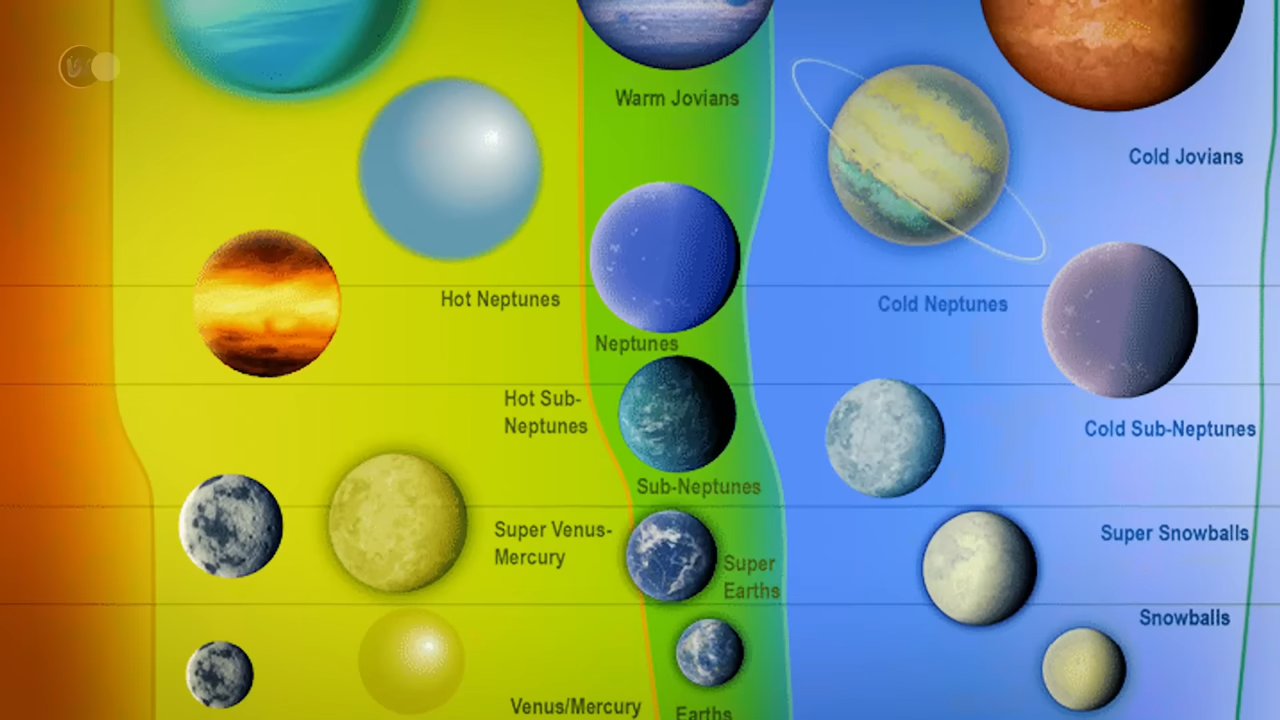 Warm Jovians
Cold Jovians
Hot Neptunes
Cold Neptunes
Neptunes
Hot Sub-
Neptunes
Cold Sub-Neptunes
Sub-Neptunes
Super Venus-
Mercury
Super
Earths
Super Snowballs
Snowballs
Venus/Mercury
Earths